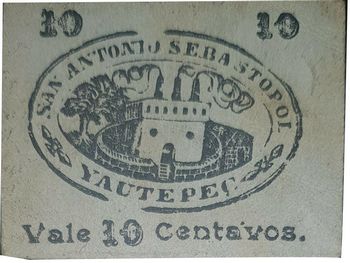 10 10
SAN ANTONIO SEBASTOPOL
YAUTEPEC
Vale 10 Centavos.